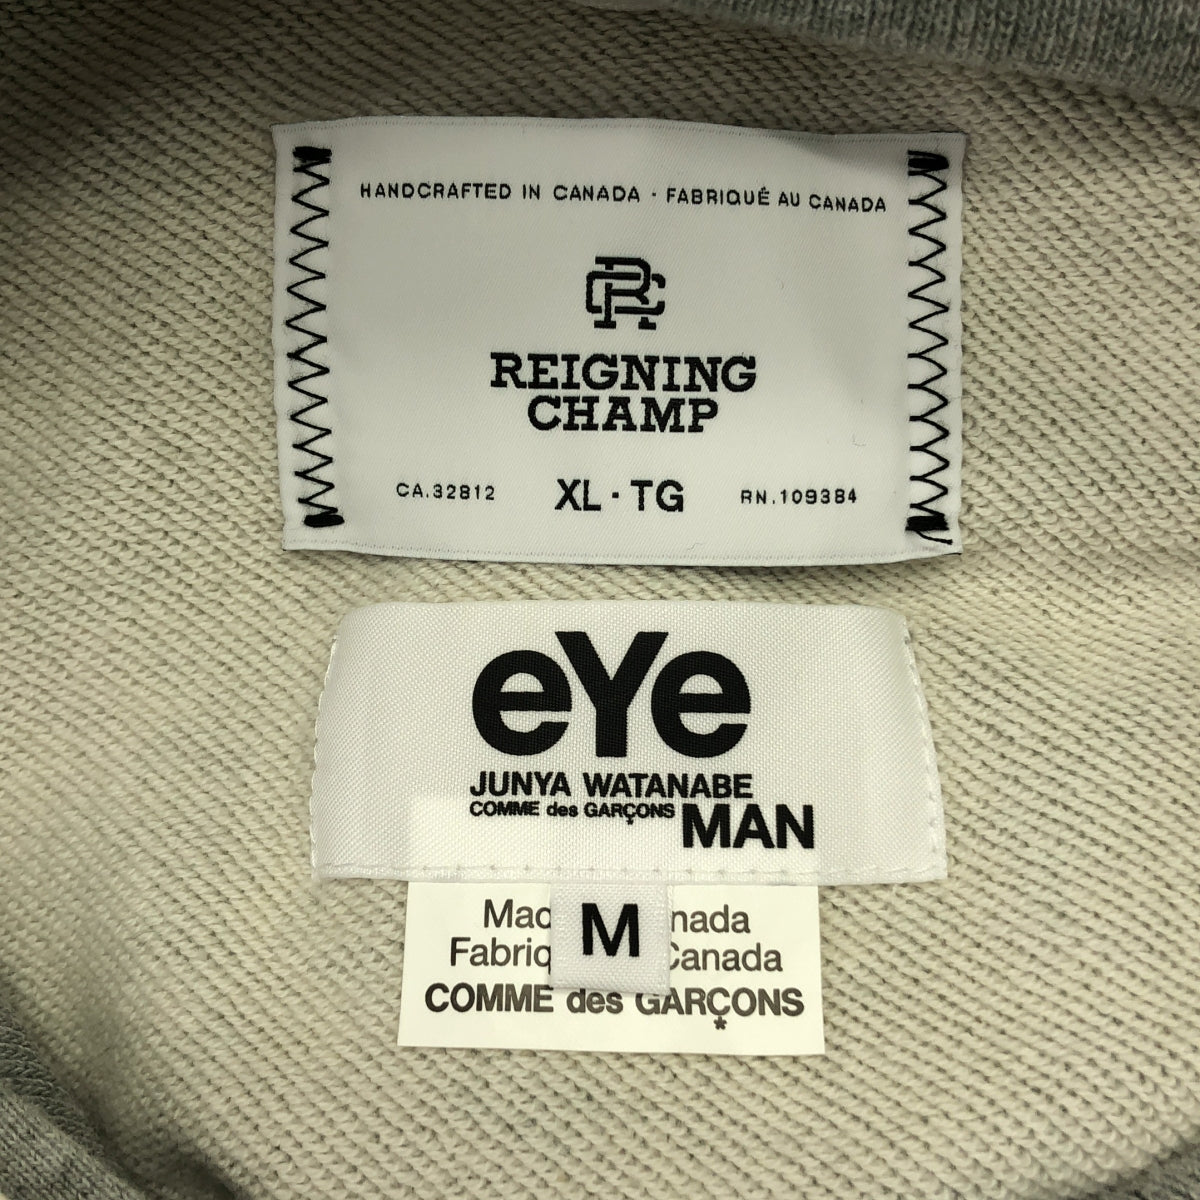 HANDCRAFTED IN CANADA · FABRIQUÉ AU CANADA
RC
REIGNING
CHAMP
CA.32812 XL · TG RN.109384
eYe
JUNYA WATANABE
COMME des GARÇONS MAN
M
Canada
Canada
COMME des GARÇONS
*